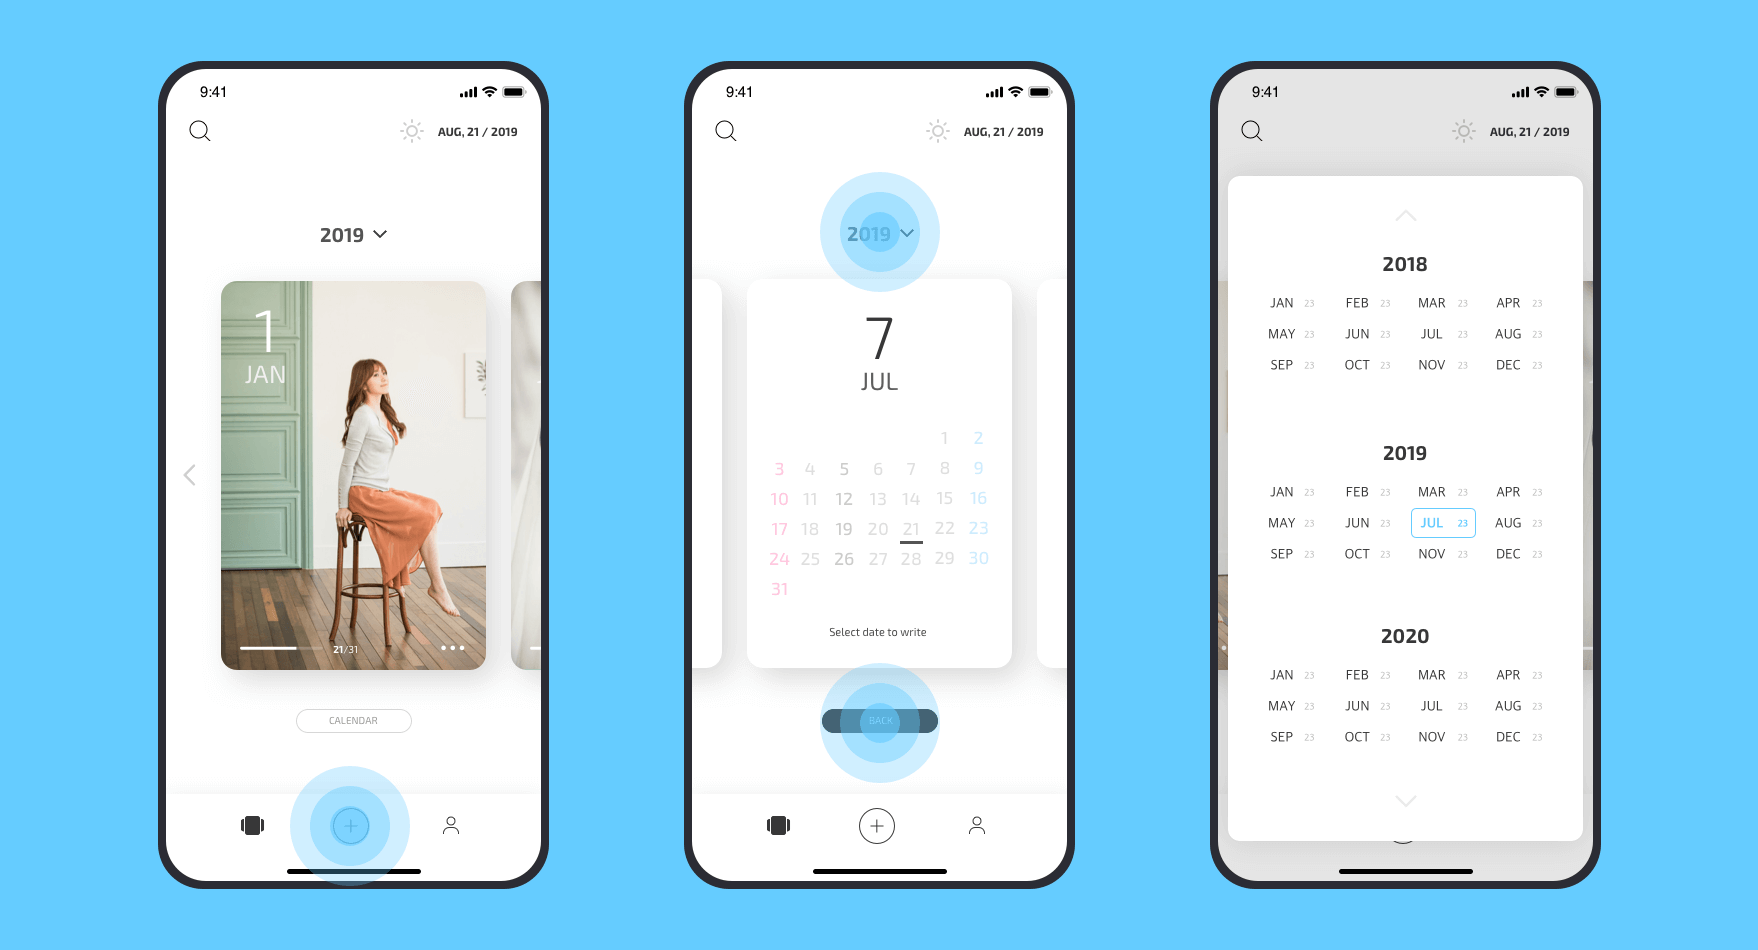 9:41
AUG, 21 / 2019
2019
1
JAN
21/31
CALENDAR
9:41
AUG, 21 / 2019
2019
7
JUL
1 2
3 4 5 6 7 8 9
10 11 12 13 14 15 16
17 18 19 20 21 22 23
24 25 26 27 28 29 30
31
Select date to write
BACK
9:41
AUG, 21 / 2019
2018
JAN 23 FEB 23 MAR 23 APR 23
MAY 23 JUN 23 JUL 23 AUG 23
SEP 23 OCT 23 NOV 23 DEC 23
2019
JAN 23 FEB 23 MAR 23 APR 23
MAY 23 JUN 23 JUL 23 AUG 23
SEP 23 OCT 23 NOV 23 DEC 23
2020
JAN 23 FEB 23 MAR 23 APR 23
MAY 23 JUN 23 JUL 23 AUG 23
SEP 23 OCT 23 NOV 23 DEC 23